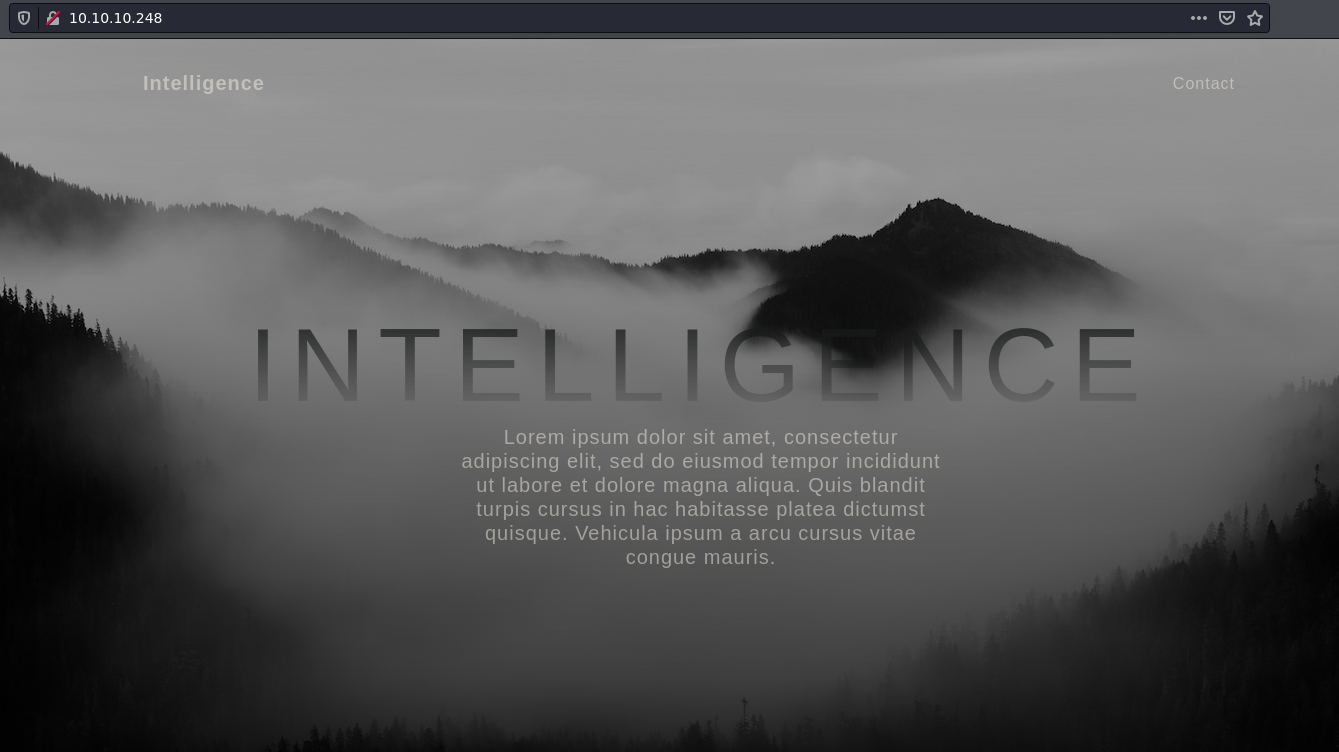 10.10.10.248
Intelligence
Contact
INTELLIGENCE
Lorem ipsum dolor sit amet, consectetur
adipiscing elit, sed do eiusmod tempor incididunt
ut labore et dolore magna aliqua. Quis blandit
turpis cursus in hac habitasse platea dictumst
quisque. Vehicula ipsum a arcu cursus vitae
congue mauris.